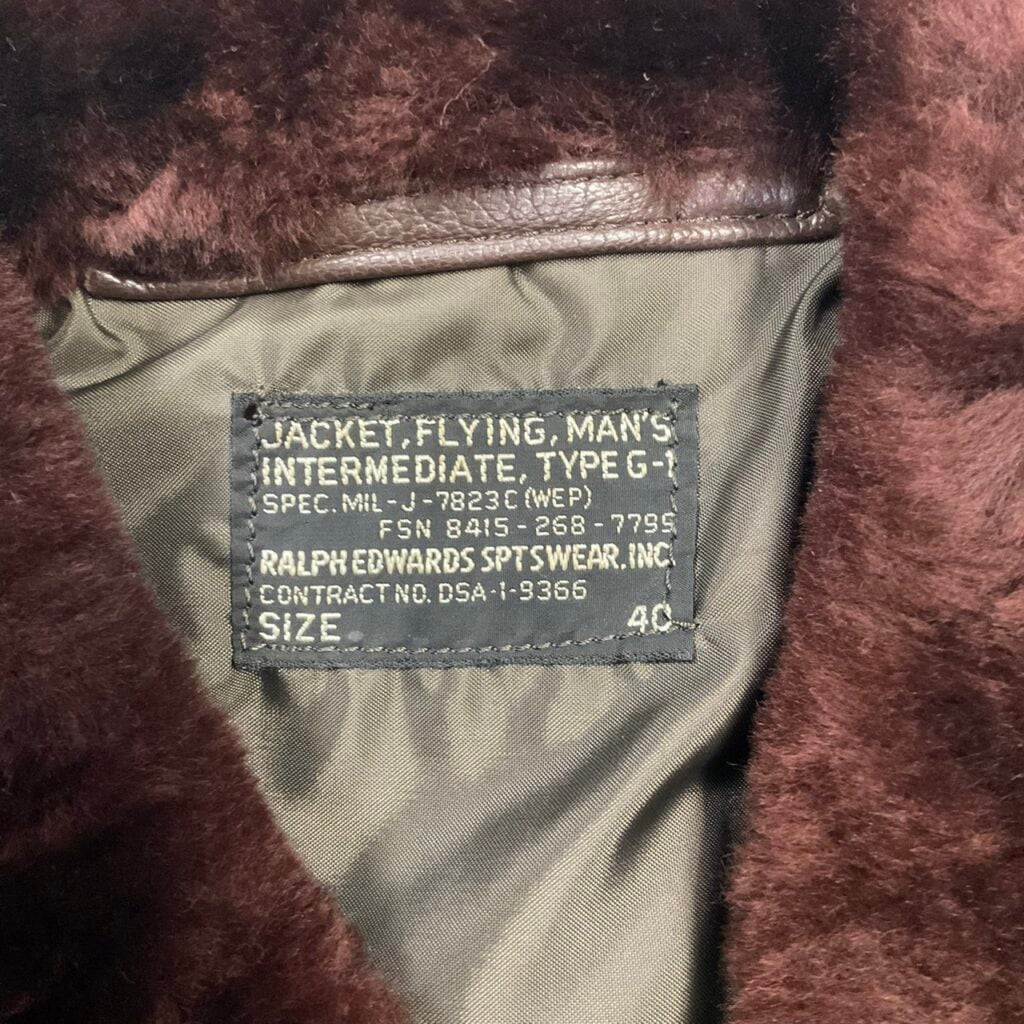 JACKET, FLYING, MAN'S
INTERMEDIATE, TYPE G-1
SPEC. MIL-J-7823C (WEP)
FSN 8415-268-7795
RALPH EDWARDS SPTSWEAR. INC
CONTRACT NO. DSA-1-9366
SIZE 40